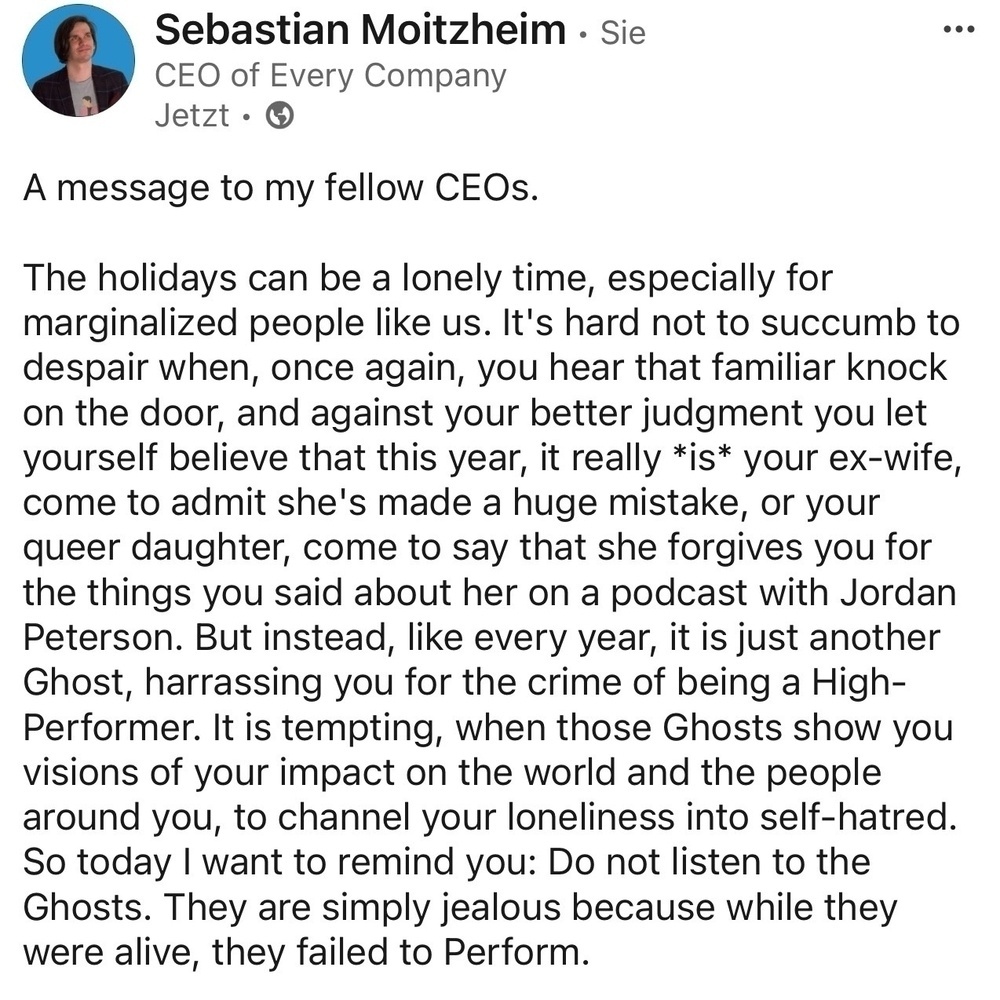 Sebastian Moitzheim · Sie
CEO of Every Company
Jetzt ·
A message to my fellow CEOs.
The holidays can be a lonely time, especially for
marginalized people like us. It's hard not to succumb to
despair when, once again, you hear that familiar knock
on the door, and against your better judgment you let
yourself believe that this year, it really *is* your ex-wife,
come to admit she's made a huge mistake, or your
queer daughter, come to say that she forgives you for
the things you said about her on a podcast with Jordan
Peterson. But instead, like every year, it is just another
Ghost, harrassing you for the crime of being a High-
Performer. It is tempting, when those Ghosts show you
visions of your impact on the world and the people
around you, to channel your loneliness into self-hatred.
So today I want to remind you: Do not listen to the
Ghosts. They are simply jealous because while they
were alive, they failed to Perform.